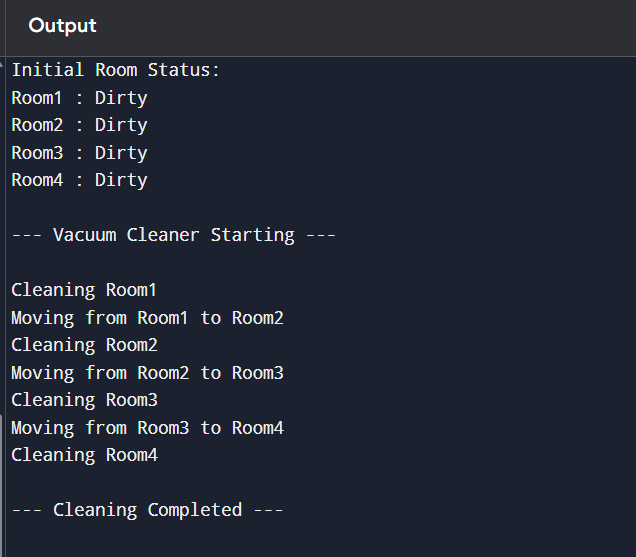 Output
Initial Room Status:
Room1 : Dirty
Room2 : Dirty
Room3 : Dirty
Room4 : Dirty
--- Vacuum Cleaner Starting ---
Cleaning Room1
Moving from Room1 to Room2
Cleaning Room2
Moving from Room2 to Room3
Cleaning Room3
Moving from Room3 to Room4
Cleaning Room4
--- Cleaning Completed ---